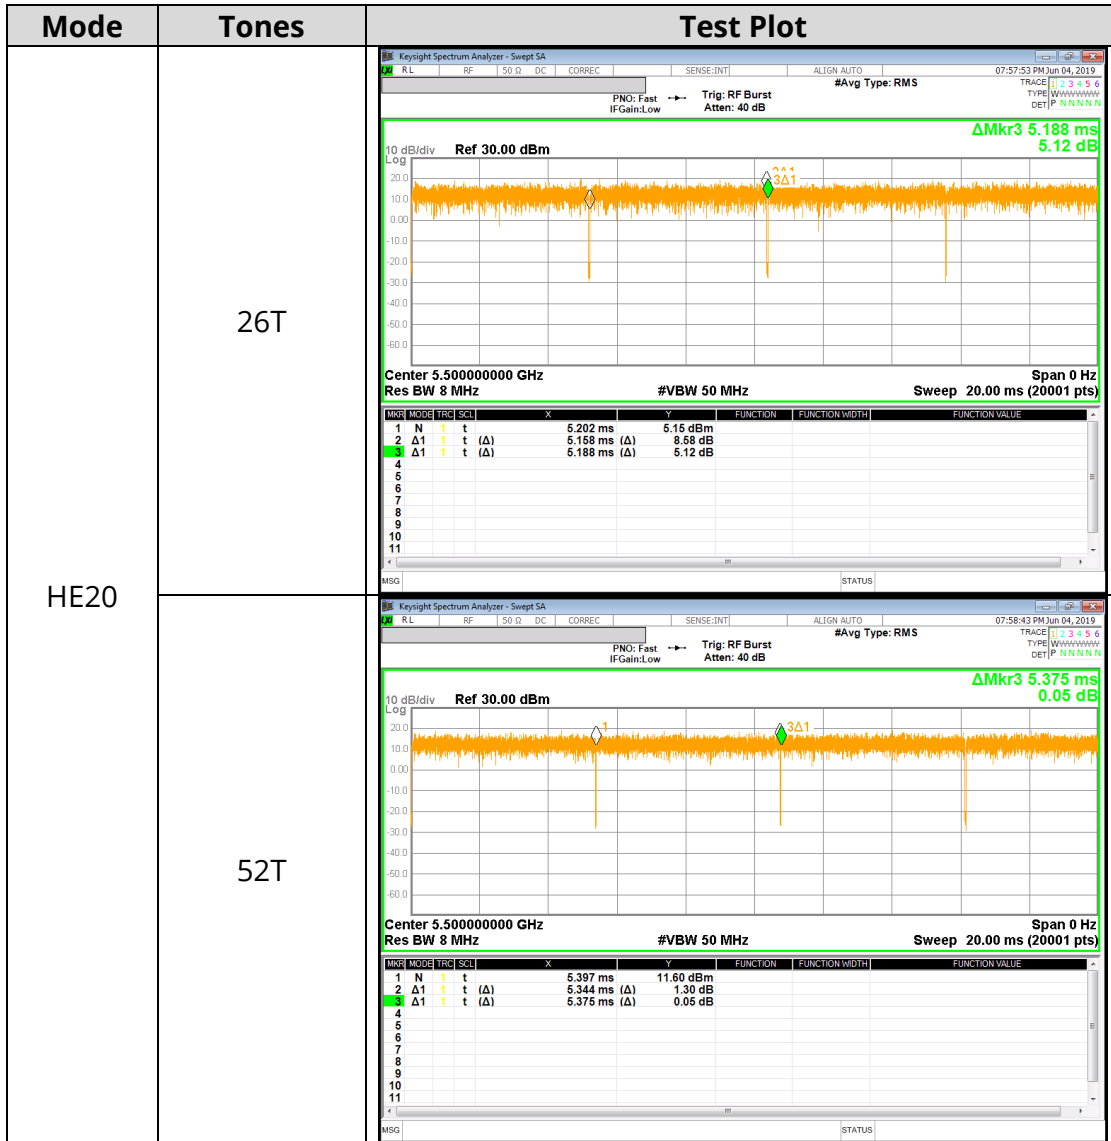 Mode Tones Test Plot
HE20
26T
Keysight Spectrum Analyzer - Swept SA
LXI RL RF 50 Ω DC CORREC SENSE:INT ALIGN AUTO 07:57:53 PM Jun 04, 2019
#Avg Type: RMS TRACE 1 2 3 4 5 6
PNO: Fast Trig: RF Burst TYPE WWWWWW
IFGain:Low Atten: 40 dB DET P N N N N N
ΔMkr3 5.188 ms
5.12 dB
10 dB/div Ref 30.00 dBm
Log
20.0
3Δ1
10.0
0.00
-10.0
-20.0
-30.0
-40.0
-50.0
-60.0
Center 5.500000000 GHz Span 0 Hz
Res BW 8 MHz #VBW 50 MHz Sweep 20.00 ms (20001 pts)
MKR MODE TRC SCL X Y FUNCTION FUNCTION WIDTH FUNCTION VALUE
1 N 1 t 5.202 ms 5.15 dBm
2 Δ1 1 t (Δ) 5.158 ms (Δ) 8.58 dB
3 Δ1 1 t (Δ) 5.188 ms (Δ) 5.12 dB
4
5
6
7
8
9
10
11
MSG STATUS
52T
Keysight Spectrum Analyzer - Swept SA
LXI RL RF 50 Ω DC CORREC SENSE:INT ALIGN AUTO 07:58:43 PM Jun 04, 2019
#Avg Type: RMS TRACE 1 2 3 4 5 6
PNO: Fast Trig: RF Burst TYPE WWWWWW
IFGain:Low Atten: 40 dB DET P N N N N N
ΔMkr3 5.375 ms
0.05 dB
10 dB/div Ref 30.00 dBm
Log
20.0
1 3Δ1
10.0
0.00
-10.0
-20.0
-30.0
-40.0
-50.0
-60.0
Center 5.500000000 GHz Span 0 Hz
Res BW 8 MHz #VBW 50 MHz Sweep 20.00 ms (20001 pts)
MKR MODE TRC SCL X Y FUNCTION FUNCTION WIDTH FUNCTION VALUE
1 N 1 t 5.397 ms 11.60 dBm
2 Δ1 1 t (Δ) 5.344 ms (Δ) 1.30 dB
3 Δ1 1 t (Δ) 5.375 ms (Δ) 0.05 dB
4
5
6
7
8
9
10
11
MSG STATUS